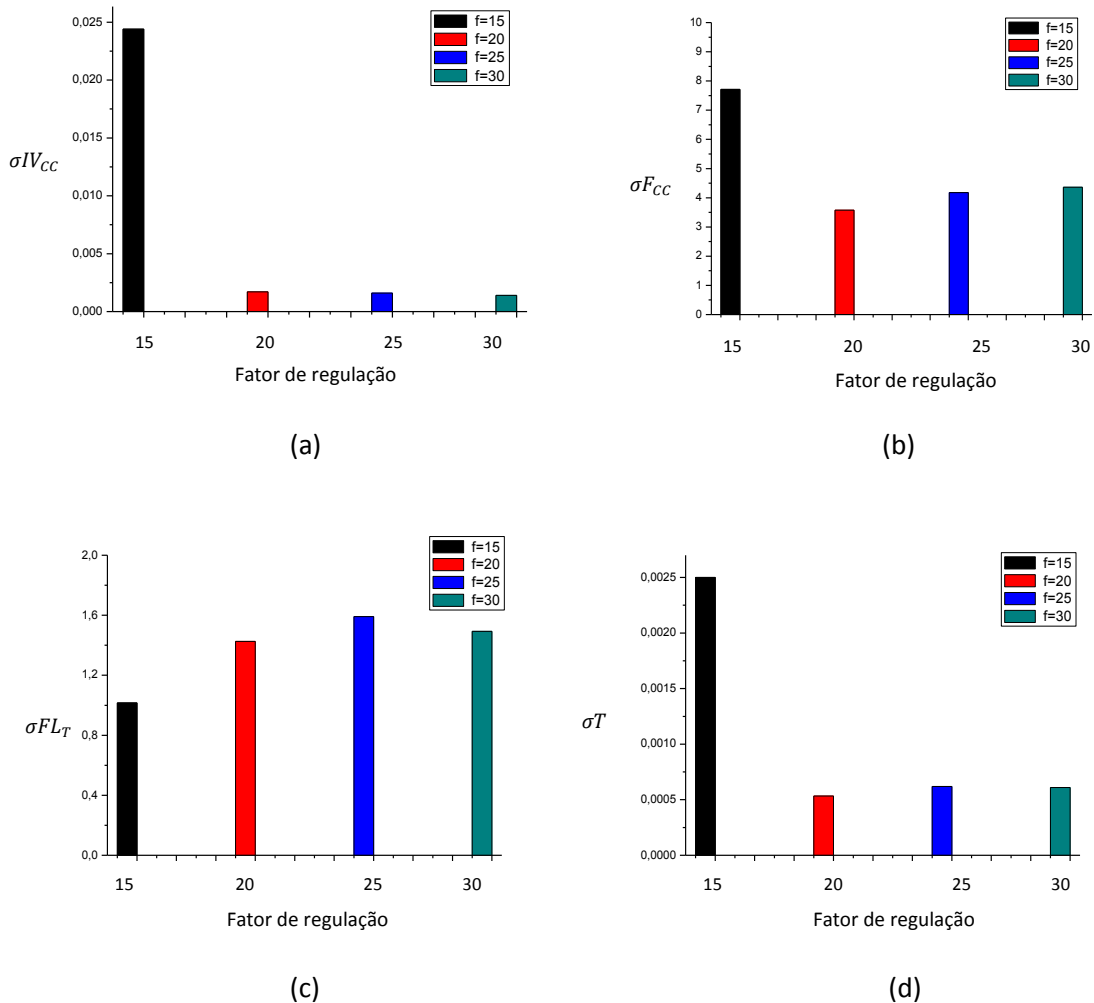 f=15
f=20
f=25
f=30
0,025
0,020
0,015
0,010
0,005
0,000
σIV_CC
15 20 25 30
Fator de regulação
(a)
f=15
f=20
f=25
f=30
10
9
8
7
6
5
4
3
2
1
0
σF_CC
15 20 25 30
Fator de regulação
(b)
f=15
f=20
f=25
f=30
2,0
1,6
1,2
0,8
0,4
0,0
σFL_T
15 20 25 30
Fator de regulação
(c)
f=15
f=20
f=25
f=30
0,0025
0,0020
0,0015
0,0010
0,0005
0,0000
σT
15 20 25 30
Fator de regulação
(d)